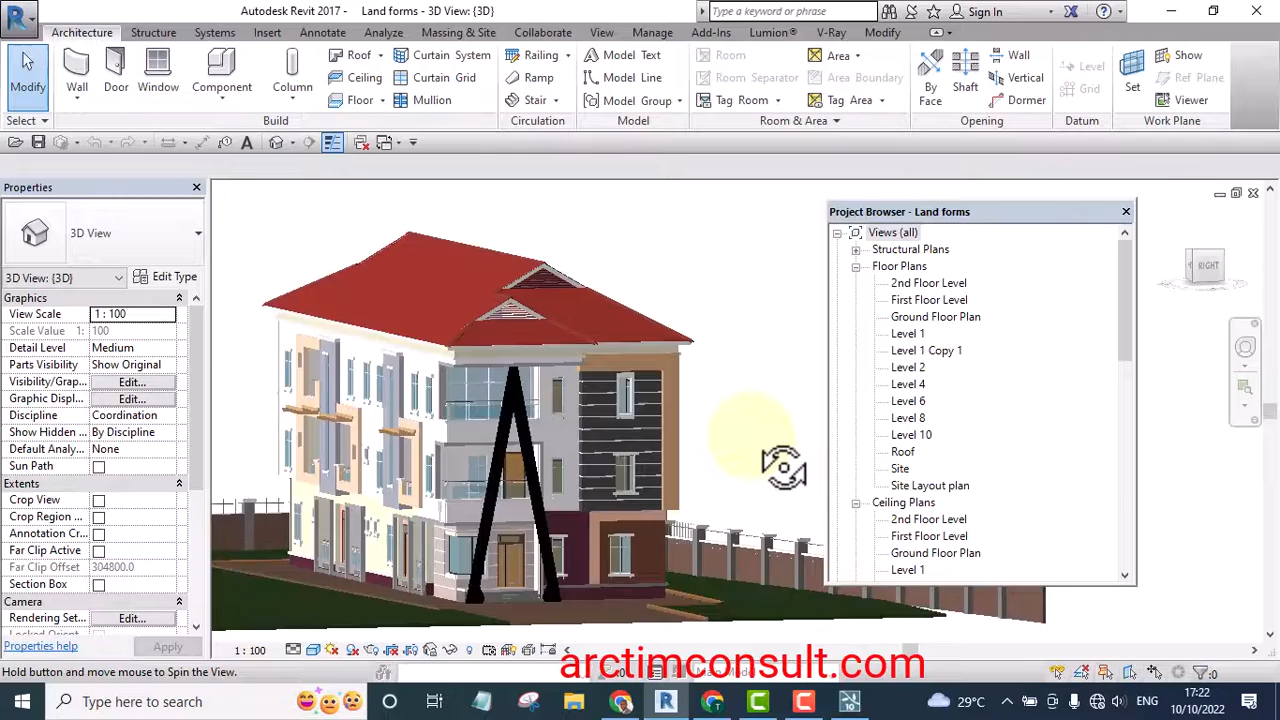 Autodesk Revit 2017 - Land forms - 3D View: {3D}
Type a keyword or phrase
Sign In
Architecture Structure Systems Insert Annotate Analyze Massing & Site Collaborate View Manage Add-Ins Lumion® V-Ray Modify
Modify
Select
Wall
Door
Window
Component
Column
Roof
Ceiling
Floor
Curtain System
Curtain Grid
Mullion
Build
Railing
Ramp
Stair
Circulation
Model Text
Model Line
Model Group
Model
Room
Room Separator
Tag Room
Area
Area Boundary
Tag Area
Room & Area
By Face
Shaft
Wall
Vertical
Dormer
Opening
Level
Grid
Datum
Set
Show
Ref Plane
Viewer
Work Plane
Properties
3D View
3D View: {3D}
Edit Type
Graphics
View Scale 1 : 100
Scale Value 1: 100
Detail Level Medium
Parts Visibility Show Original
Visibility/Grap... Edit...
Graphic Displ... Edit...
Discipline Coordination
Show Hidden ... By Discipline
Default Analy... None
Sun Path
Extents
Crop View
Crop Region ...
Annotation Cr...
Far Clip Active
Far Clip Offset 304800.0
Section Box
Camera
Rendering Set... Edit...
Properties help
Apply
Project Browser - Land forms
Views (all)
Structural Plans
Floor Plans
2nd Floor Level
First Floor Level
Ground Floor Plan
Level 1
Level 1 Copy 1
Level 2
Level 4
Level 6
Level 8
Level 10
Roof
Site
Site Layout plan
Ceiling Plans
2nd Floor Level
First Floor Level
Ground Floor Plan
Level 1
RIGHT
1 : 100
Hold button and move mouse to Spin the View.
arctimconsult.com
:0
Type here to search
29°C
ENG
17:22
10/10/2022